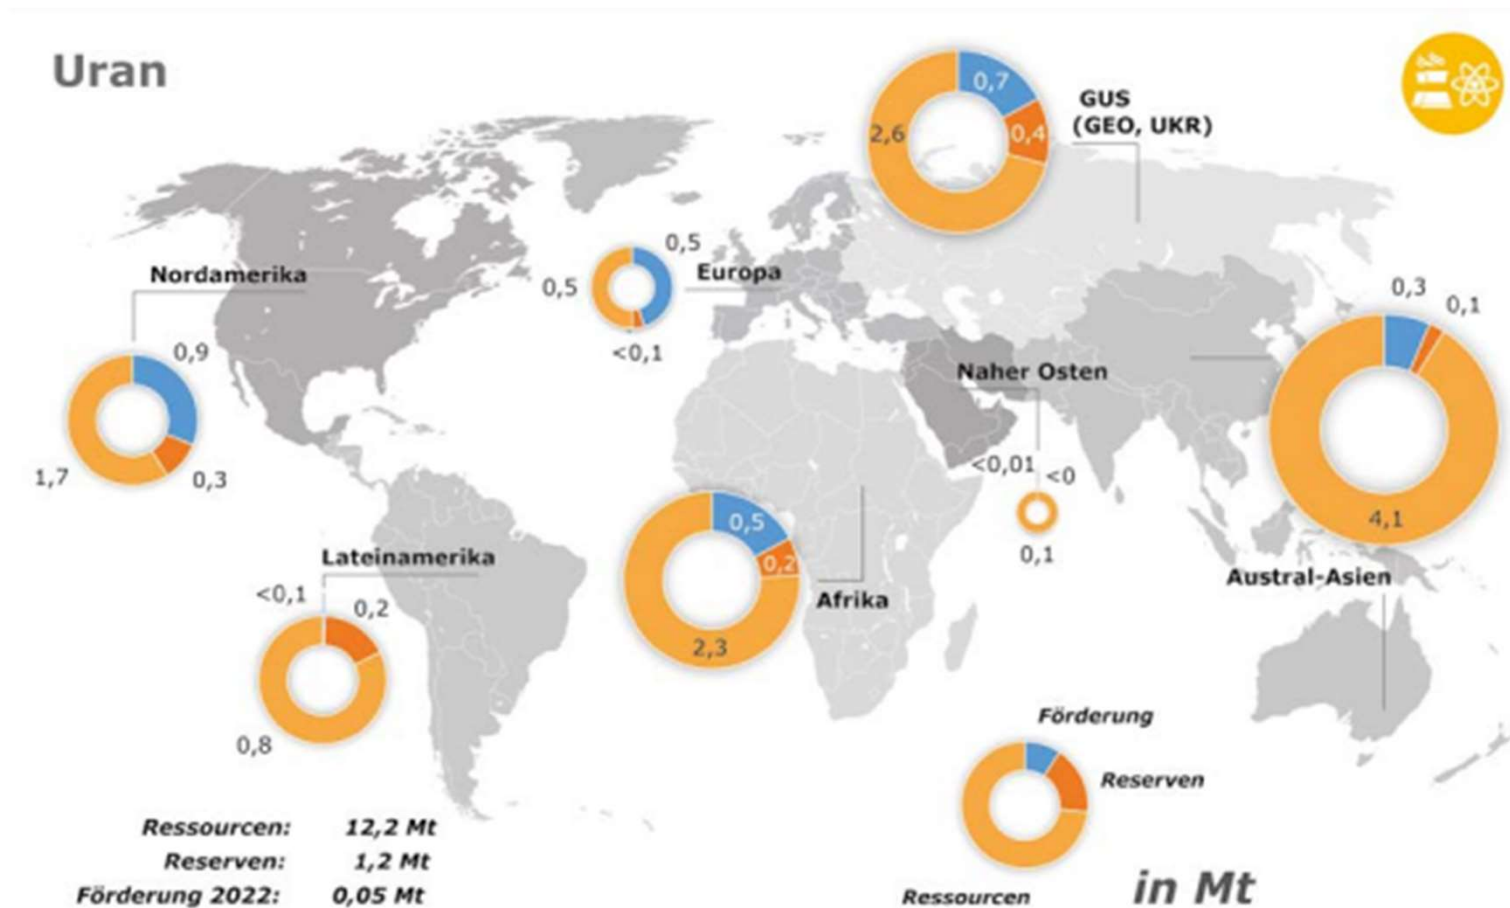 Uran
0,7
2,6
0,4
GUS
(GEO, UKR)
Nordamerika
0,9
1,7
0,3
0,5
0,5
Europa
<0,1
0,3
0,1
4,1
Austral-Asien
Naher Osten
<0,01
<0
0,1
Lateinamerika
<0,1
0,2
0,8
0,5
0,2
2,3
Afrika
Förderung
Reserven
Ressourcen
Ressourcen: 12,2 Mt
Reserven: 1,2 Mt
Förderung 2022: 0,05 Mt
in Mt